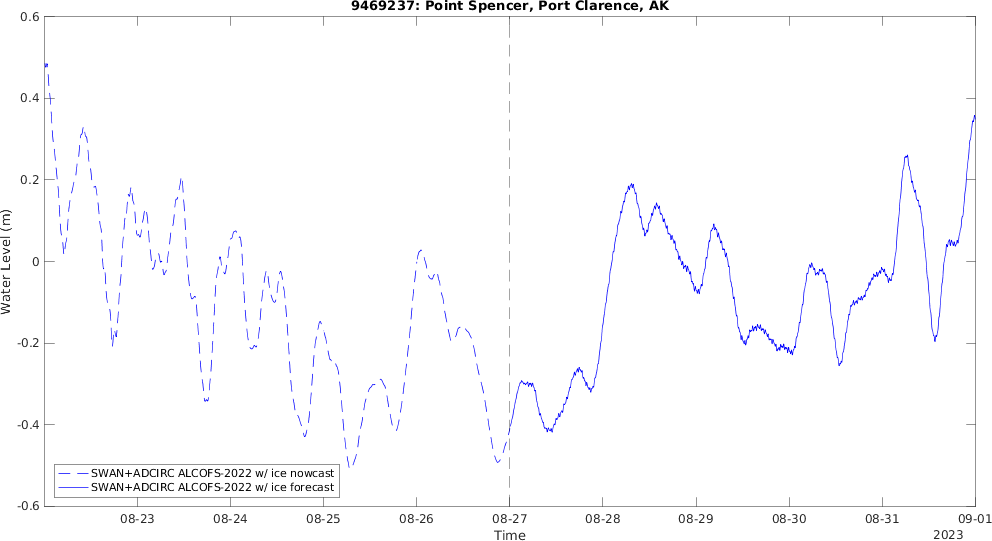 9469237: Point Spencer, Port Clarence, AK
0.6
0.4
0.2
0
-0.2
-0.4
-0.6
Water Level (m)
SWAN+ADCIRC ALCOFS-2022 w/ ice nowcast
SWAN+ADCIRC ALCOFS-2022 w/ ice forecast
08-23 08-24 08-25 08-26 08-27 08-28 08-29 08-30 08-31 09-01
Time
2023